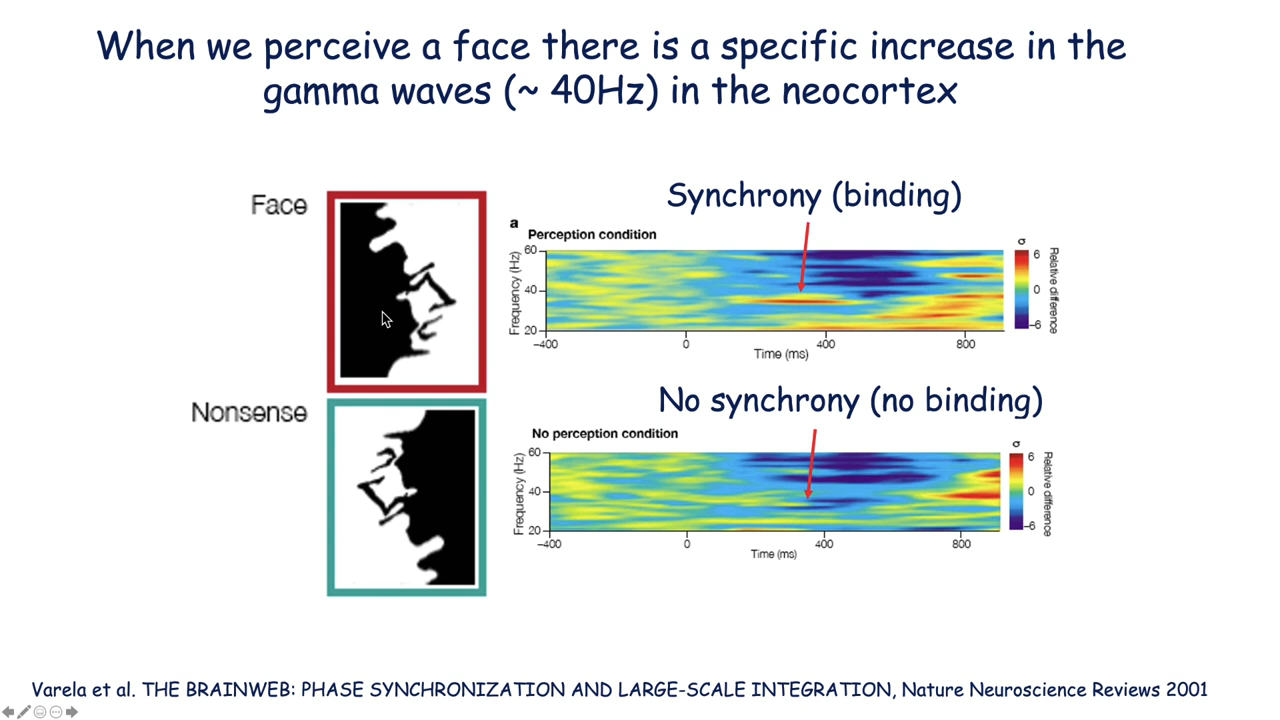 When we perceive a face there is a specific increase in the
gamma waves (~ 40Hz) in the neocortex
Face
Nonsense
Synchrony (binding)
a
Perception condition
Frequency (Hz)
60
40
20
−400
0
400
800
Time (ms)
σ
6
0
−6
Relative difference
No synchrony (no binding)
No perception condition
Frequency (Hz)
60
40
20
−400
0
400
800
Time (ms)
σ
6
0
−6
Relative difference
Varela et al. THE BRAINWEB: PHASE SYNCHRONIZATION AND LARGE-SCALE INTEGRATION, Nature Neuroscience Reviews 2001